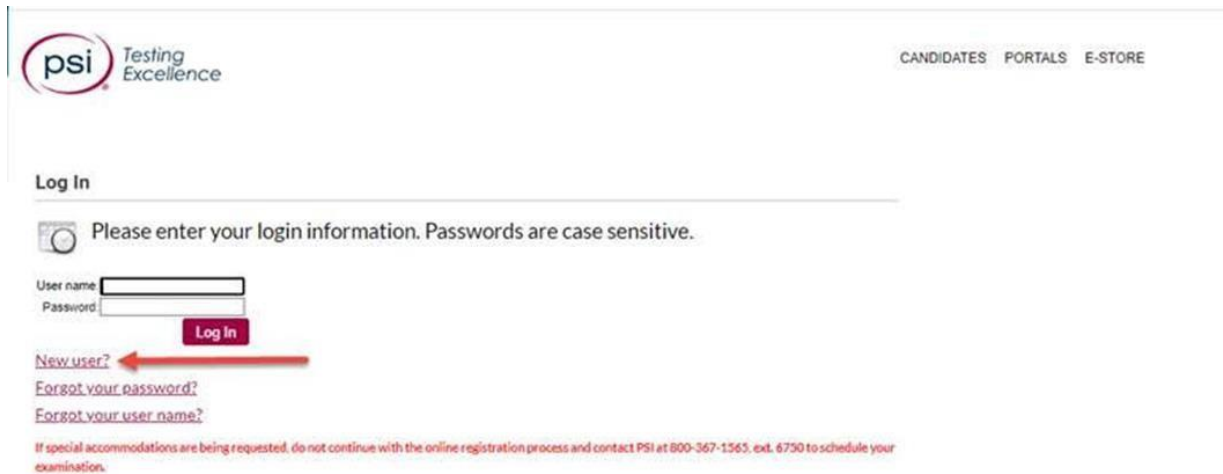 psi Testing
Excellence
CANDIDATES PORTALS E-STORE
Log In
Please enter your login information. Passwords are case sensitive.
User name:
Password:
Log In
New user?
Forgot your password?
Forgot your user name?
If special accommodations are being requested, do not continue with the online registration process and contact PSI at 800-367-1565, ext. 6750 to schedule your
examination.